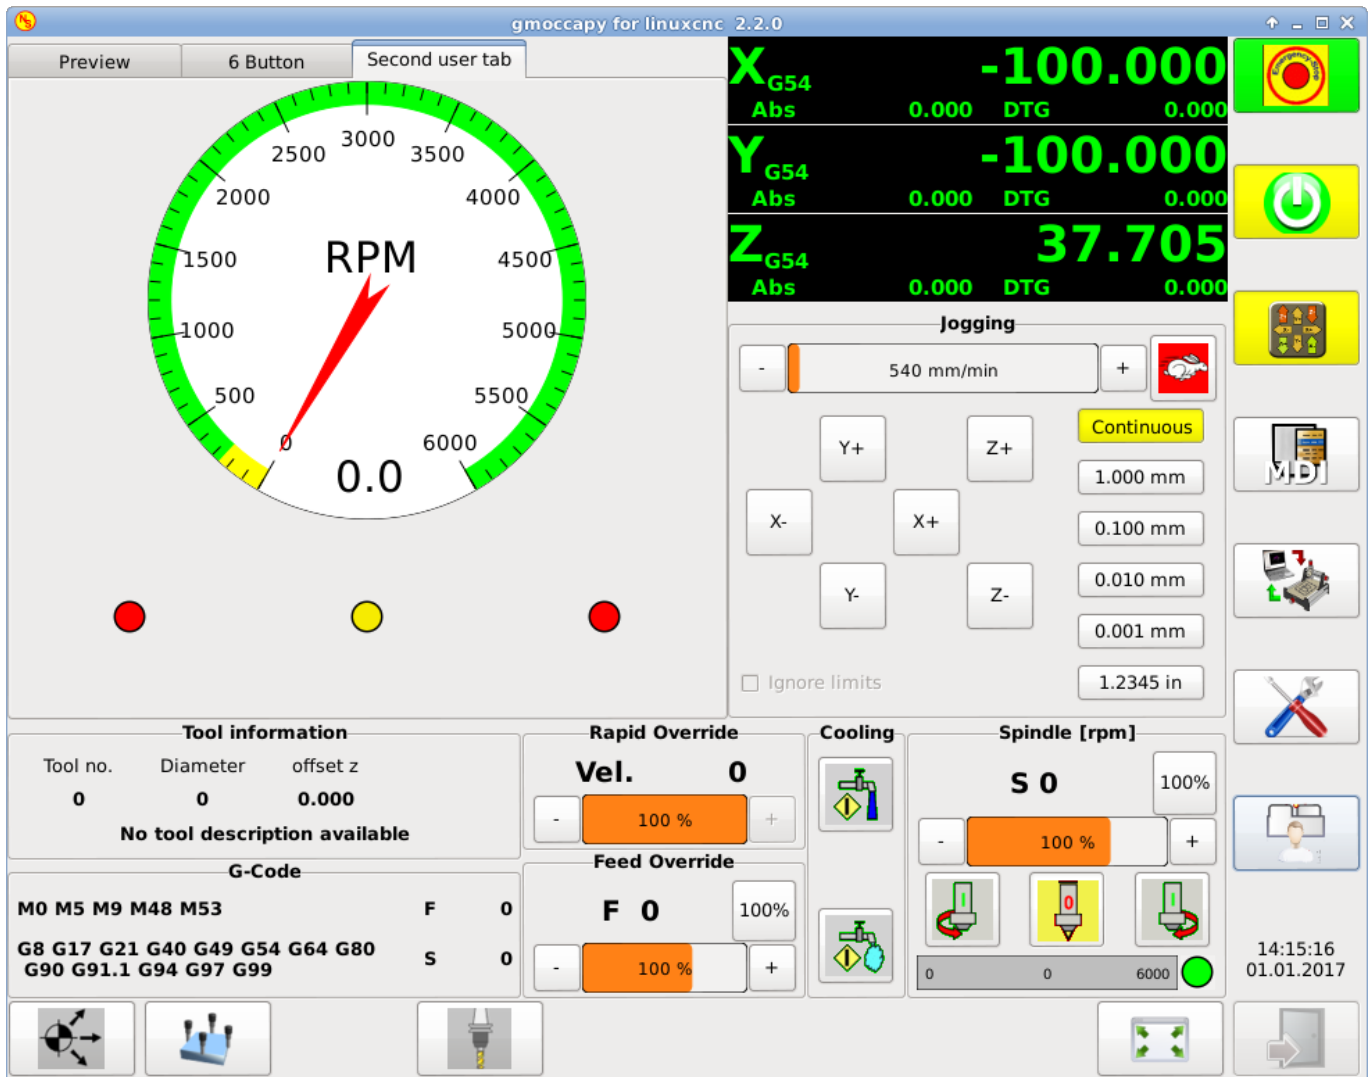 gmoccapy for linuxcnc 2.2.0
Preview
6 Button
Second user tab
3000
2500
3500
2000
4000
RPM
1500
4500
1000
5000
500
5500
0
6000
0.0
X G54 -100.000
Abs 0.000 DTG 0.000
Y G54 -100.000
Abs 0.000 DTG 0.000
Z G54 37.705
Abs 0.000 DTG 0.000
Jogging
- 540 mm/min +
Continuous
Y+ Z+
1.000 mm
X- X+
0.100 mm
Y- Z-
0.010 mm
0.001 mm
Ignore limits
1.2345 in
Emergency-Stop
MDI
Tool information
Tool no. Diameter offset z
0 0 0.000
No tool description available
G-Code
M0 M5 M9 M48 M53 F 0
G8 G17 G21 G40 G49 G54 G64 G80
G90 G91.1 G94 G97 G99
S 0
Rapid Override
Vel. 0
- 100 % +
Feed Override
F 0 100%
- 100 % +
Cooling
Spindle [rpm]
S 0 100%
- 100 % +
I 0 I
0 0 6000
14:15:16
01.01.2017